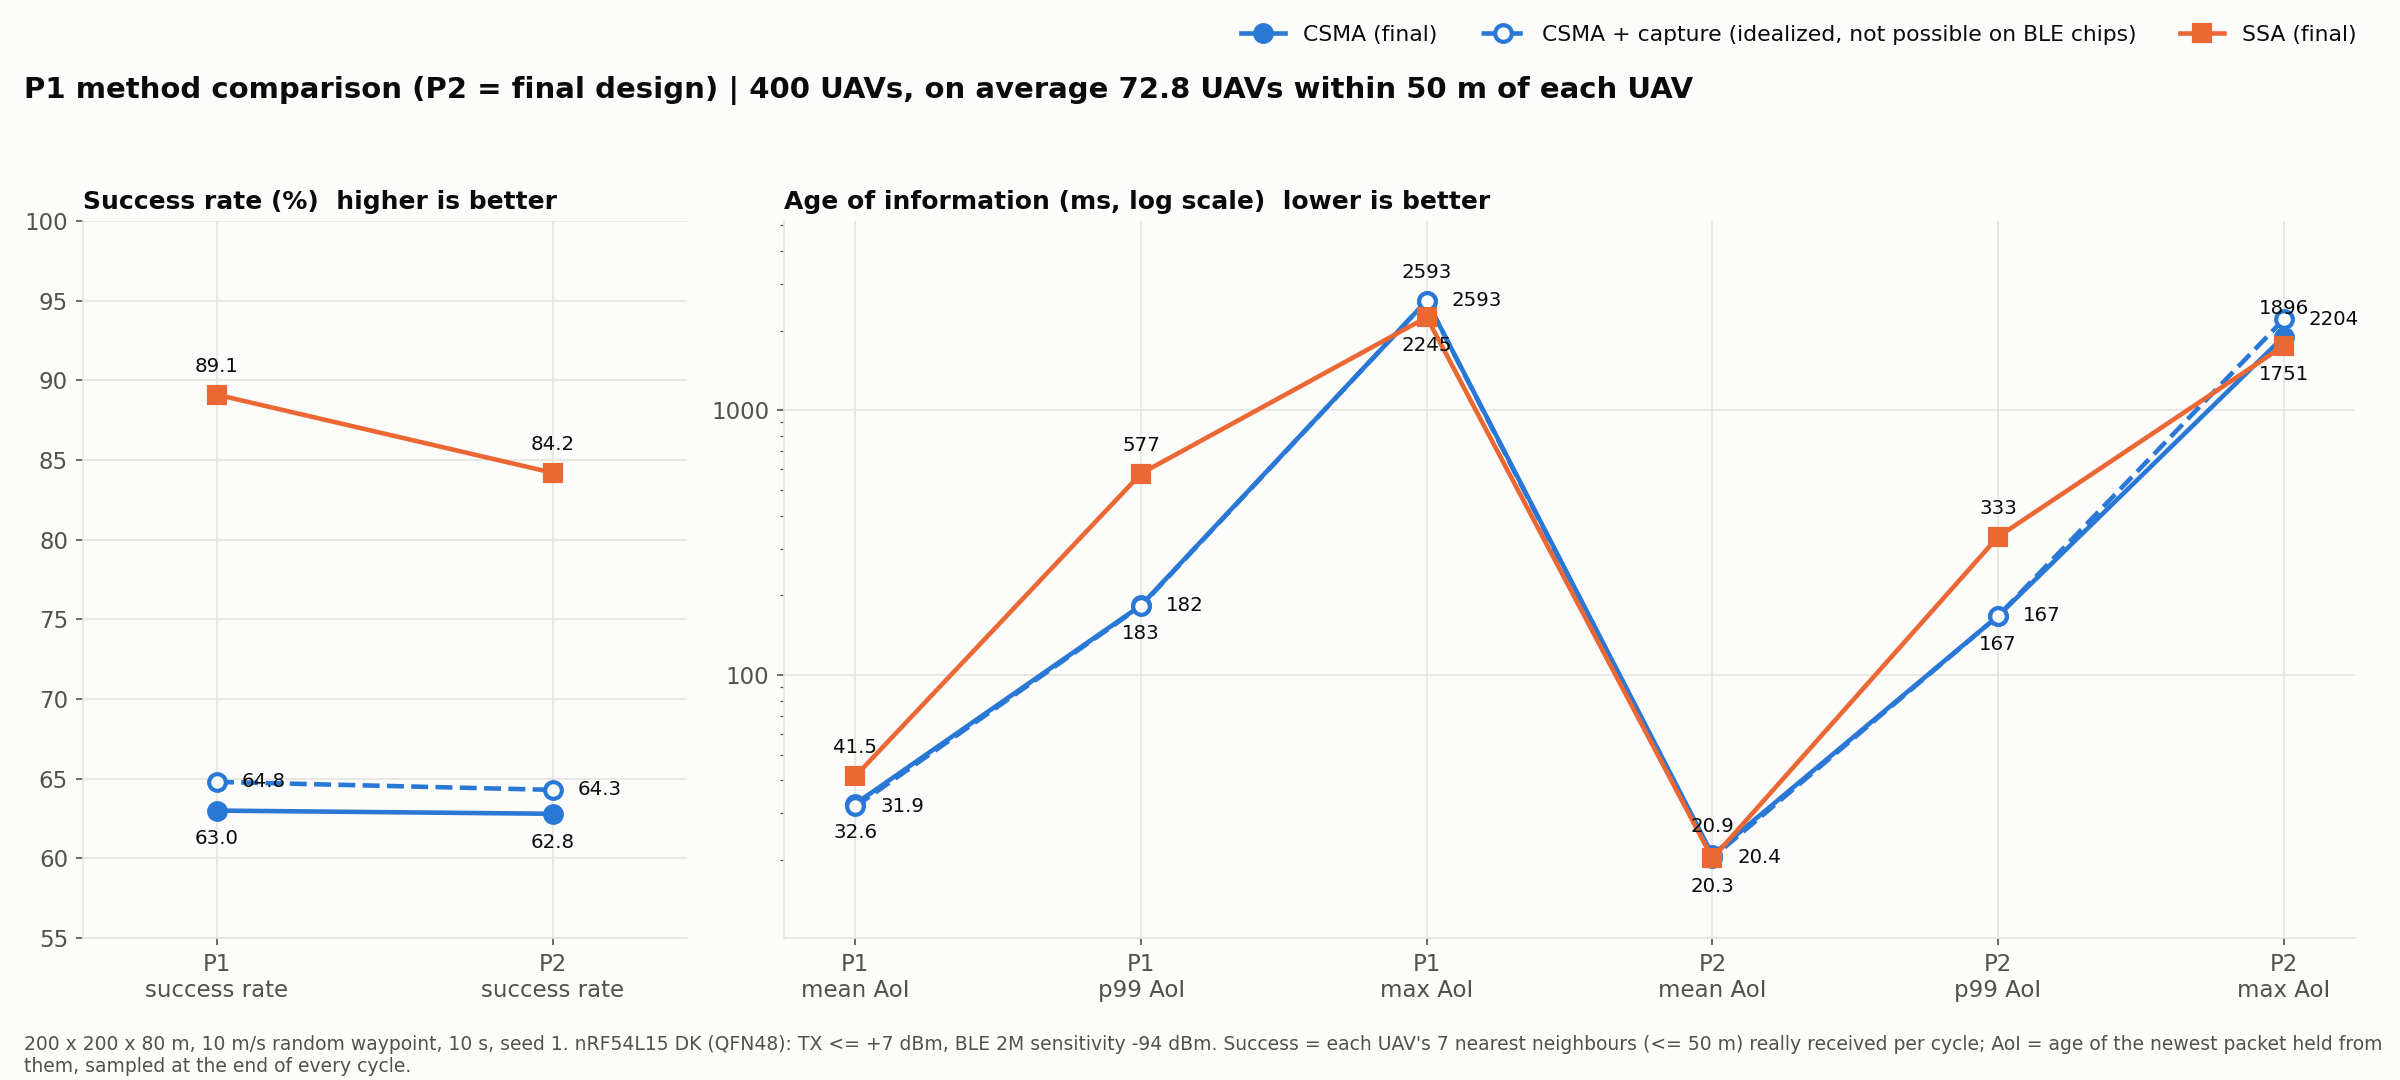 CSMA (final)
CSMA + capture (idealized, not possible on BLE chips)
SSA (final)
P1 method comparison (P2 = final design) | 400 UAVs, on average 72.8 UAVs within 50 m of each UAV
Success rate (%)  higher is better
100
95
90
85
80
75
70
65
60
55
89.1
84.2
64.8
64.3
63.0
62.8
P1
success rate
P2
success rate
Age of information (ms, log scale)  lower is better
1000
100
41.5
31.9
32.6
577
182
183
2593
2593
2245
20.9
20.4
20.3
333
167
167
1896
2204
1751
P1
mean AoI
P1
p99 AoI
P1
max AoI
P2
mean AoI
P2
p99 AoI
P2
max AoI
200 x 200 x 80 m, 10 m/s random waypoint, 10 s, seed 1. nRF54L15 DK (QFN48): TX <= +7 dBm, BLE 2M sensitivity -94 dBm. Success = each UAV's 7 nearest neighbours (<= 50 m) really received per cycle; AoI = age of the newest packet held from
them, sampled at the end of every cycle.